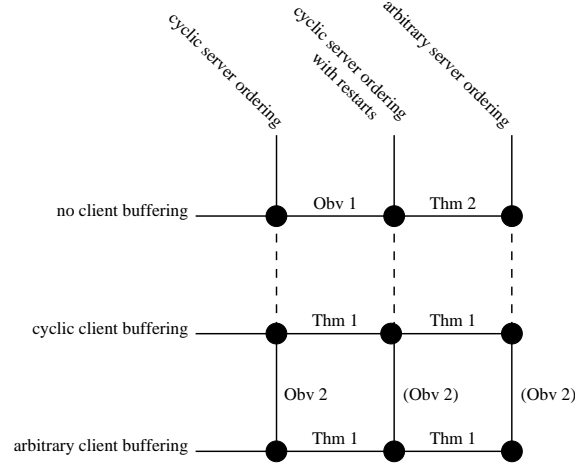 cyclic server ordering
cyclic server ordering
with restarts
arbitrary server ordering
no client buffering
Obv 1
Thm 2
cyclic client buffering
Thm 1
Thm 1
Obv 2
(Obv 2)
(Obv 2)
arbitrary client buffering
Thm 1
Thm 1